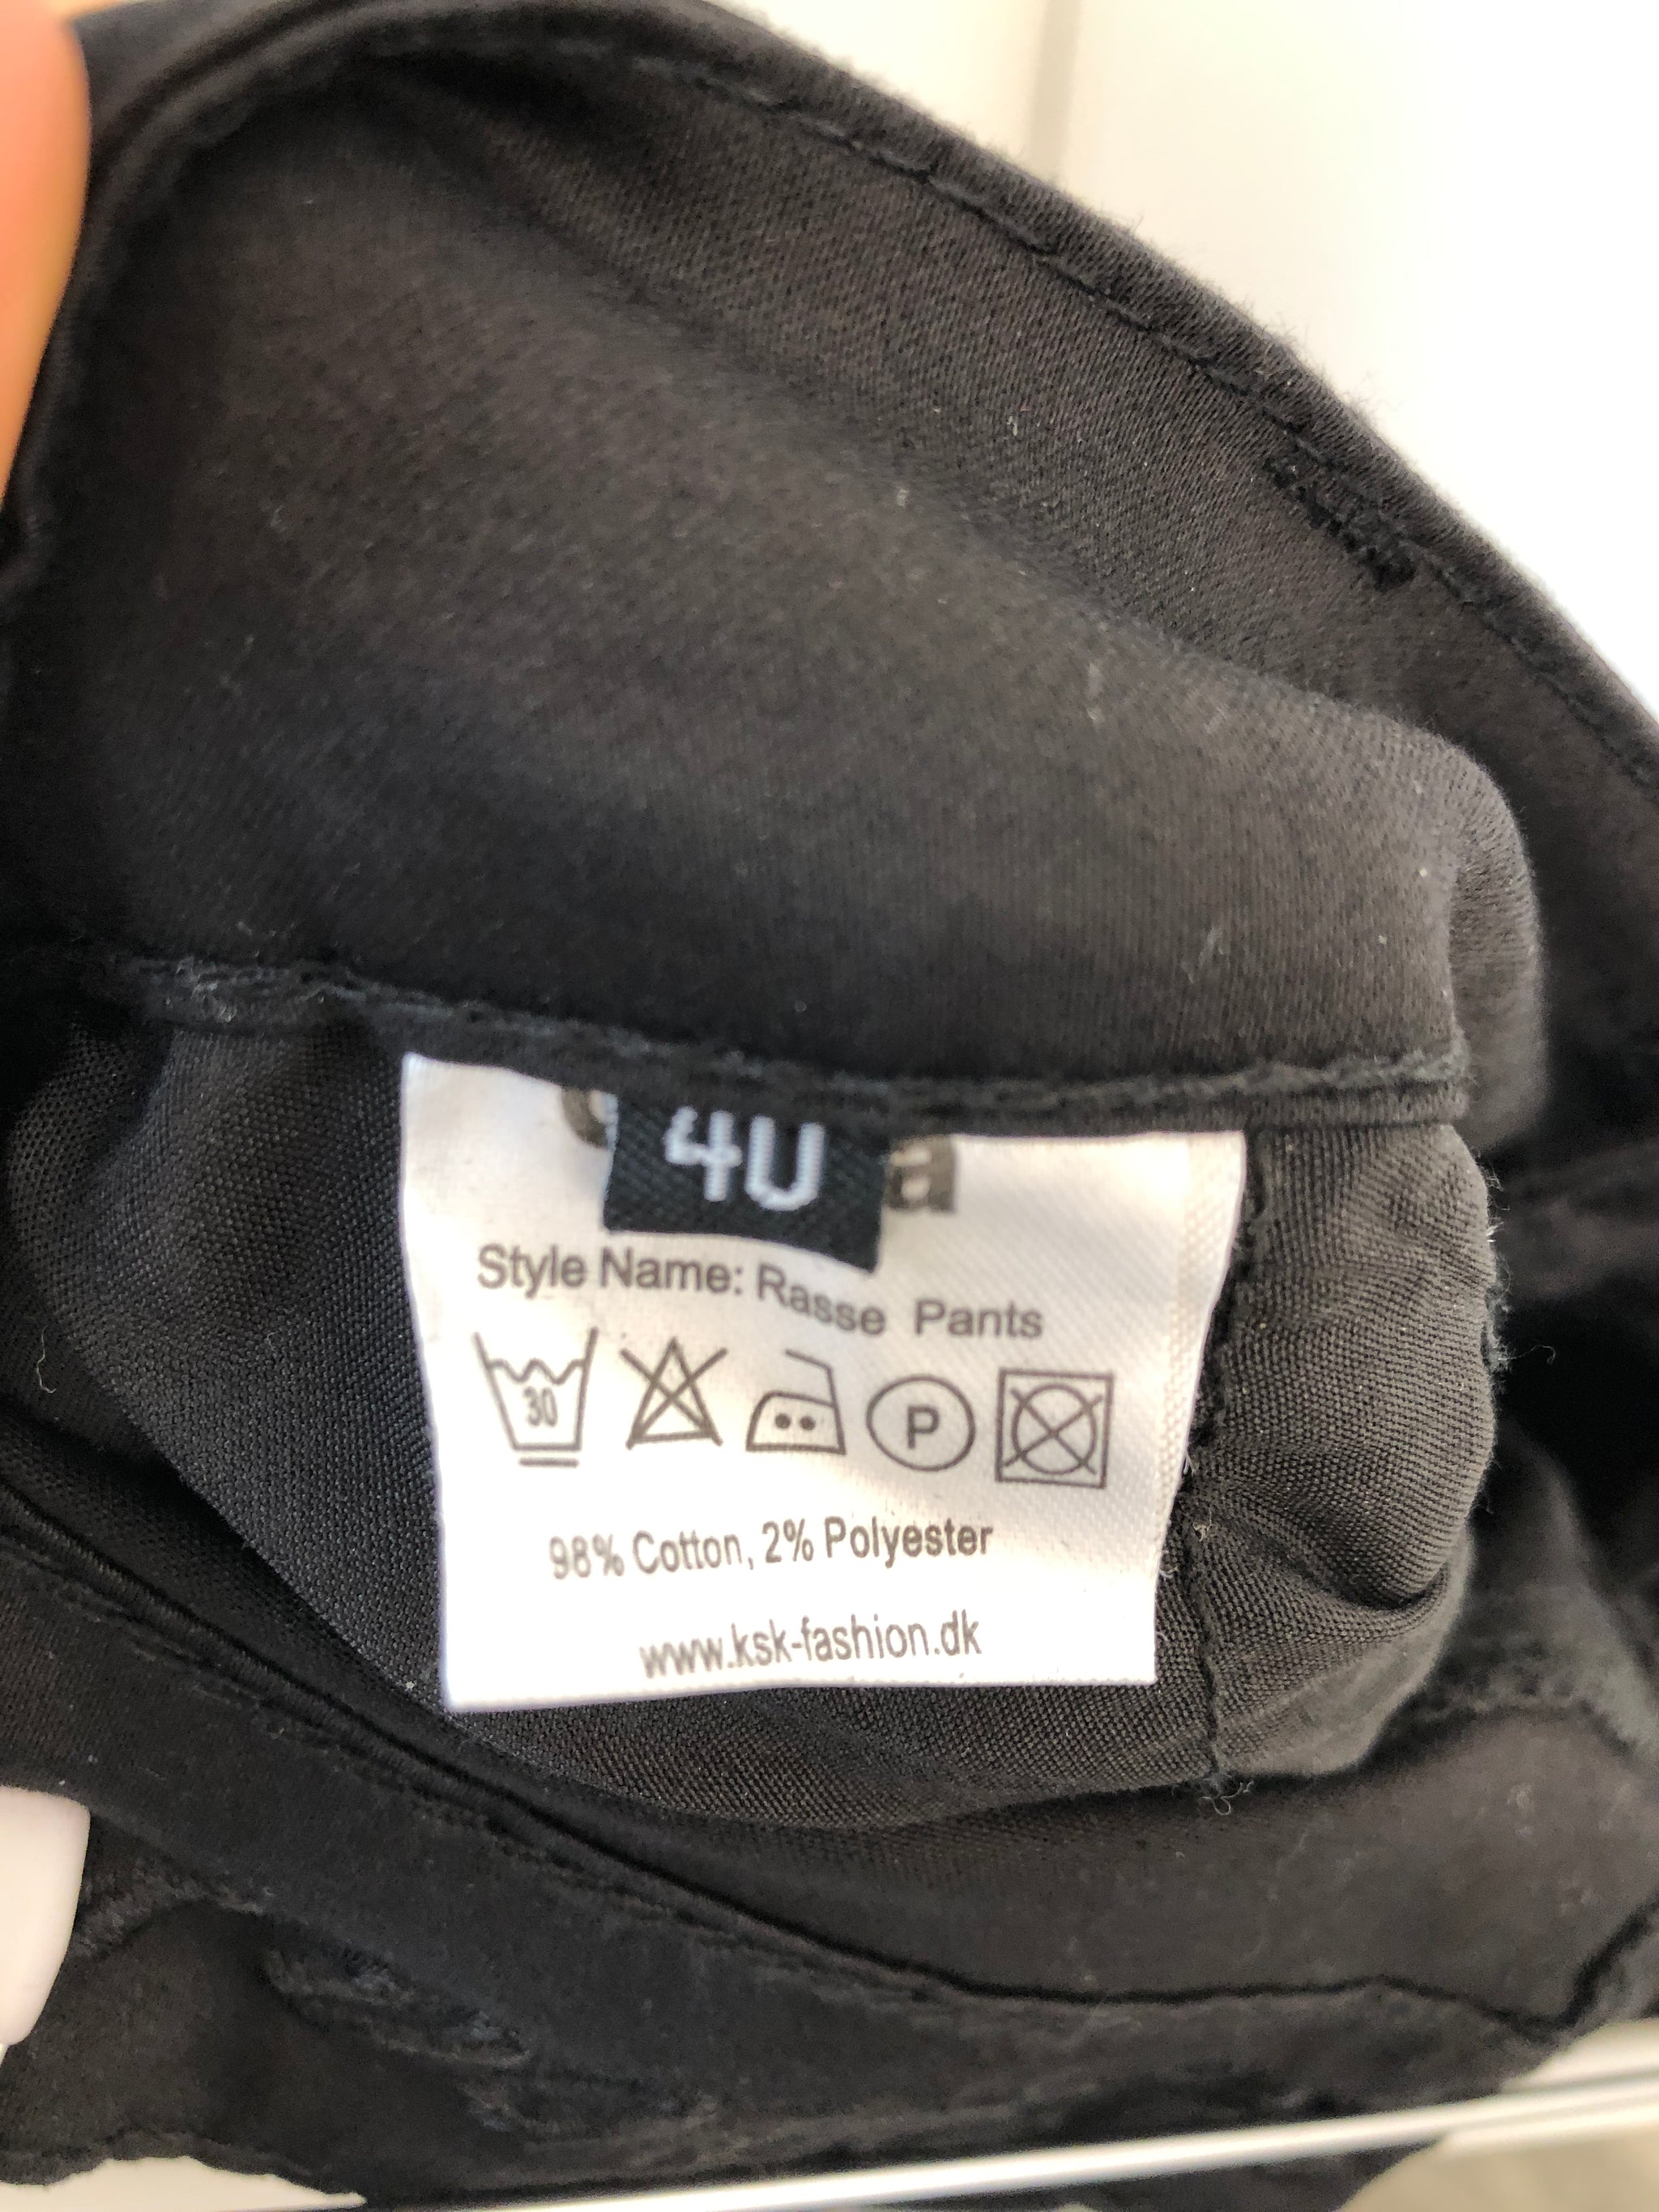 4U
Style Name: Rasse Pants
30
P
98% Cotton, 2% Polyester
www.ksk-fashion.dk